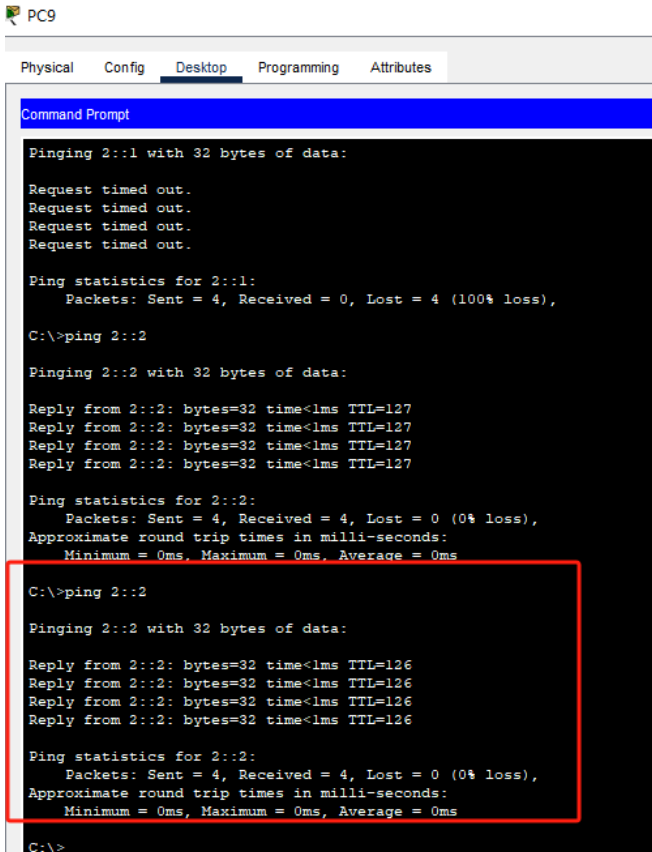 PC9
Physical Config Desktop Programming Attributes
Command Prompt
Pinging 2::1 with 32 bytes of data:
Request timed out.
Request timed out.
Request timed out.
Request timed out.
Ping statistics for 2::1:
Packets: Sent = 4, Received = 0, Lost = 4 (100% loss),
C:\>ping 2::2
Pinging 2::2 with 32 bytes of data:
Reply from 2::2: bytes=32 time<1ms TTL=127
Reply from 2::2: bytes=32 time<1ms TTL=127
Reply from 2::2: bytes=32 time<1ms TTL=127
Reply from 2::2: bytes=32 time<1ms TTL=127
Ping statistics for 2::2:
Packets: Sent = 4, Received = 4, Lost = 0 (0% loss),
Approximate round trip times in milli-seconds:
Minimum = 0ms, Maximum = 0ms, Average = 0ms
C:\>ping 2::2
Pinging 2::2 with 32 bytes of data:
Reply from 2::2: bytes=32 time<1ms TTL=126
Reply from 2::2: bytes=32 time<1ms TTL=126
Reply from 2::2: bytes=32 time<1ms TTL=126
Reply from 2::2: bytes=32 time<1ms TTL=126
Ping statistics for 2::2:
Packets: Sent = 4, Received = 4, Lost = 0 (0% loss),
Approximate round trip times in milli-seconds:
Minimum = 0ms, Maximum = 0ms, Average = 0ms
C:\>